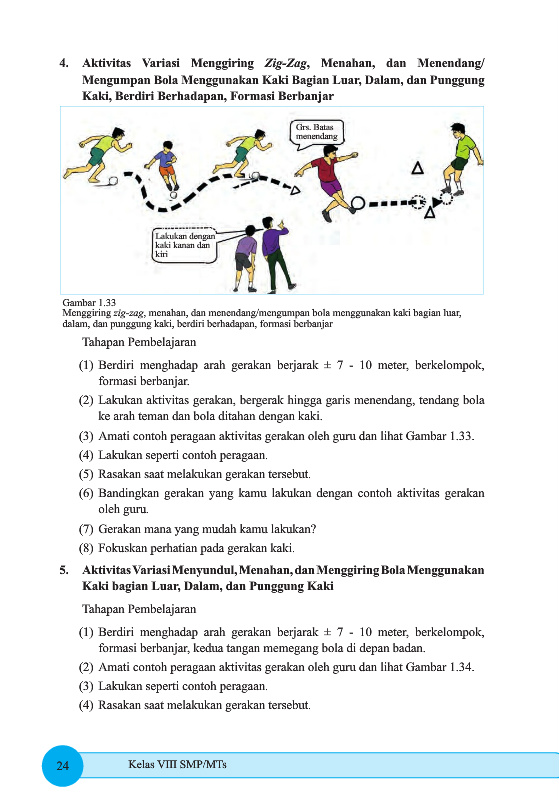 4. Aktivitas Variasi Menggiring Zig-Zag, Menahan, dan Menendang/
Mengumpan Bola Menggunakan Kaki Bagian Luar, Dalam, dan Punggung
Kaki, Berdiri Berhadapan, Formasi Berbanjar
Grs. Batas
menendang
Lakukan dengan
kaki kanan dan
kiri
Gambar 1.33
Menggiring zig-zag, menahan, dan menendang/mengumpan bola menggunakan kaki bagian luar,
dalam, dan punggung kaki, berdiri berhadapan, formasi berbanjar
Tahapan Pembelajaran
(1) Berdiri menghadap arah gerakan berjarak ± 7 - 10 meter, berkelompok,
formasi berbanjar.
(2) Lakukan aktivitas gerakan, bergerak hingga garis menendang, tendang bola
ke arah teman dan bola ditahan dengan kaki.
(3) Amati contoh peragaan aktivitas gerakan oleh guru dan lihat Gambar 1.33.
(4) Lakukan seperti contoh peragaan.
(5) Rasakan saat melakukan gerakan tersebut.
(6) Bandingkan gerakan yang kamu lakukan dengan contoh aktivitas gerakan
oleh guru.
(7) Gerakan mana yang mudah kamu lakukan?
(8) Fokuskan perhatian pada gerakan kaki.
5. Aktivitas Variasi Menyundul, Menahan, dan Menggiring Bola Menggunakan
Kaki bagian Luar, Dalam, dan Punggung Kaki
Tahapan Pembelajaran
(1) Berdiri menghadap arah gerakan berjarak ± 7 - 10 meter, berkelompok,
formasi berbanjar, kedua tangan memegang bola di depan badan.
(2) Amati contoh peragaan aktivitas gerakan oleh guru dan lihat Gambar 1.34.
(3) Lakukan seperti contoh peragaan.
(4) Rasakan saat melakukan gerakan tersebut.
24 Kelas VIII SMP/MTs